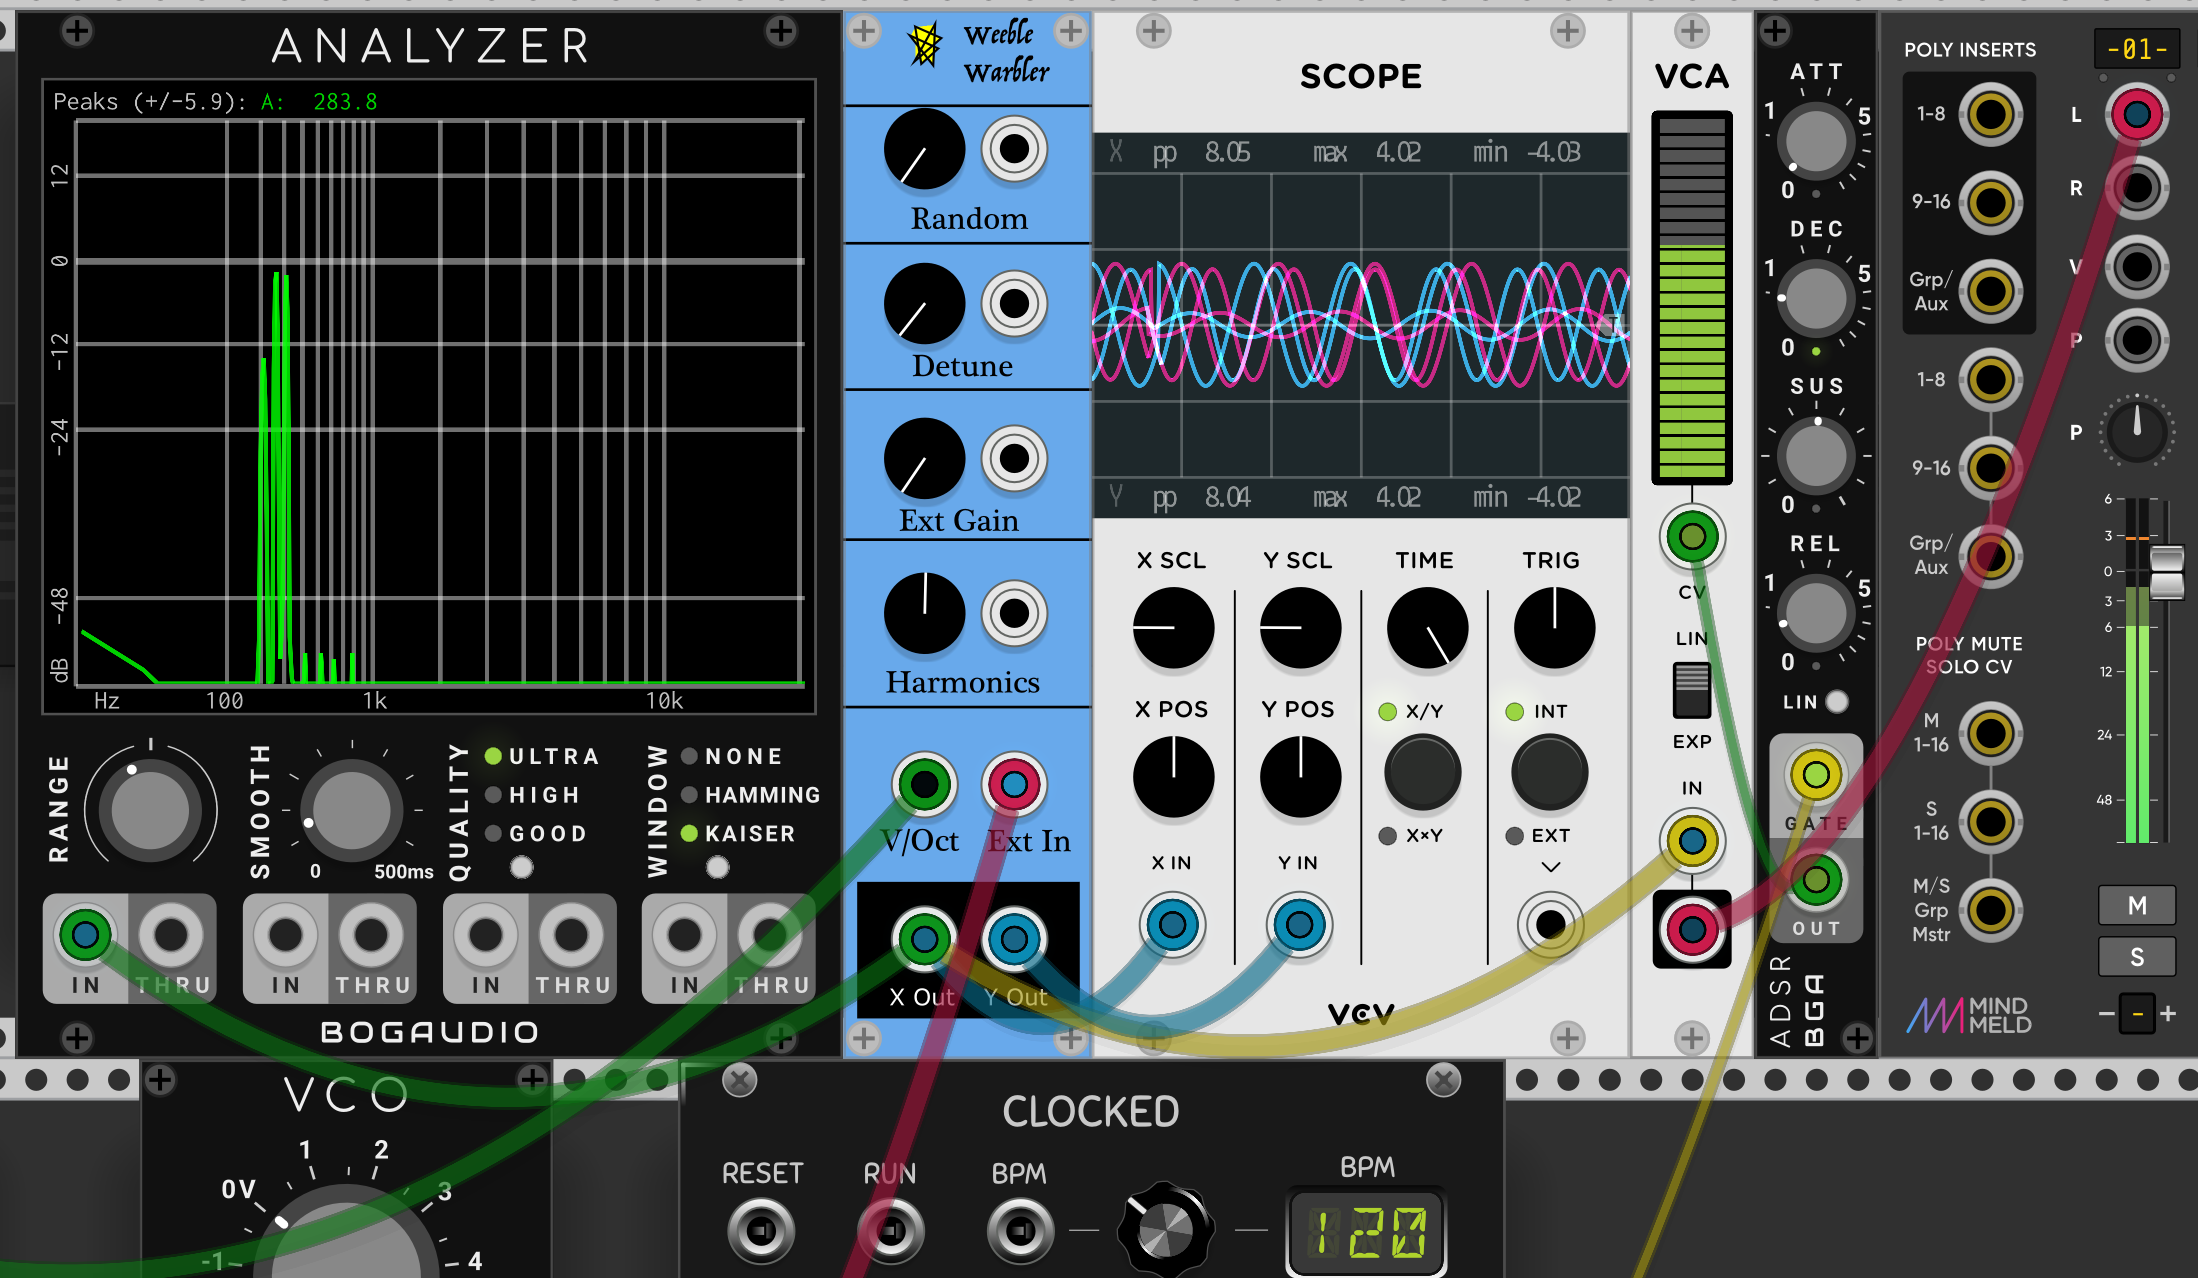 ANALYZER
Peaks (+/-5.9): A: 283.8
12
0
-12
-24
-48
dB
Hz 100 1k 10k
RANGE
SMOOTH
0 500ms
QUALITY
ULTRA
HIGH
GOOD
WINDOW
NONE
HAMMING
KAISER
IN THRU
IN THRU
IN THRU
IN THRU
BOGAUDIO
Weeble
Warbler
Random
Detune
Ext Gain
Harmonics
V/Oct Ext In
X Out Y Out
SCOPE
X pp 8.05 max 4.02 min -4.03
T
Y pp 8.04 max 4.02 min -4.02
X SCL Y SCL TIME TRIG
X POS Y POS X/Y INT
X×Y EXT
X IN Y IN
VCV
VCA
CV
LIN
EXP
IN
ATT
1 5
0
DEC
1 5
0
SUS
0
REL
1 5
0
LIN
GATE
OUT
ADSR
BGA
POLY INSERTS
1-8
9-16
Grp/
Aux
1-8
9-16
Grp/
Aux
POLY MUTE
SOLO CV
M
1-16
S
1-16
M/S
Grp
Mstr
MIND
MELD
-01-
L
R
V
P
P
6
3
0
3
6
12
24
48
M
S
− - +
VCO
0V 1 2 3
-1 4
CLOCKED
RESET RUN BPM BPM
120